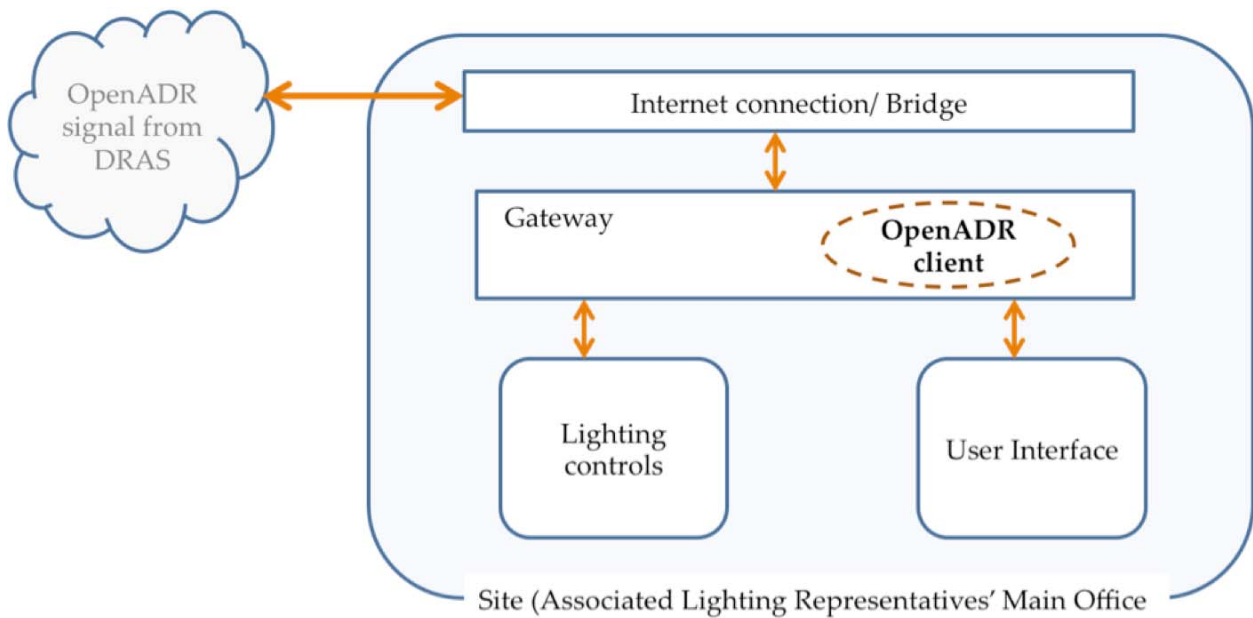 OpenADR
signal from
DRAS
Internet connection/ Bridge
Gateway
OpenADR
client
Lighting
controls
User Interface
Site (Associated Lighting Representatives’ Main Office